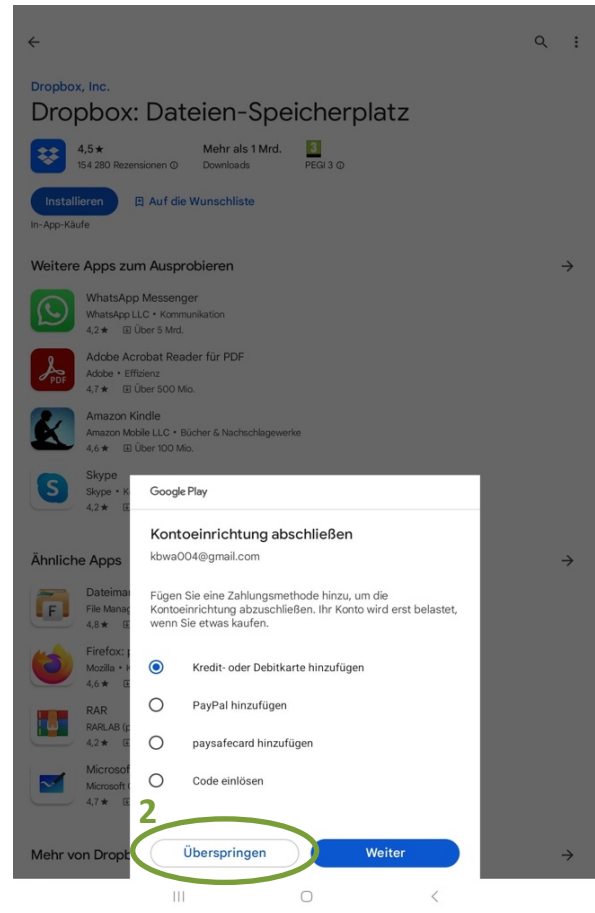 Dropbox, Inc.
Dropbox: Dateien-Speicherplatz
4,5★ Mehr als 1 Mrd. 3
154 280 Rezensionen Downloads PEGI 3
Installieren Auf die Wunschliste
In-App-Käufe
Weitere Apps zum Ausprobieren
WhatsApp Messenger
WhatsApp LLC • Kommunikation
4,2★ Über 5 Mrd.
Adobe Acrobat Reader für PDF
Adobe • Effizienz
4,7★ Über 500 Mio.
PDF
Amazon Kindle
Amazon Mobile LLC • Bücher & Nachschlagewerke
4,6★ Über 100 Mio.
Skype
Skype • K
4,2★
Ähnliche Apps
Dateima
File Manag
4,8★
F
Firefox:
Mozilla •
4,6★
RAR
RARLAB (
4,2★
Microsof
Microsoft
4,7★
Mehr von Dropb
Google Play
Kontoeinrichtung abschließen
kbwa004@gmail.com
Fügen Sie eine Zahlungsmethode hinzu, um die
Kontoeinrichtung abzuschließen. Ihr Konto wird erst belastet,
wenn Sie etwas kaufen.
Kredit- oder Debitkarte hinzufügen
PayPal hinzufügen
paysafecard hinzufügen
Code einlösen
2
Überspringen Weiter